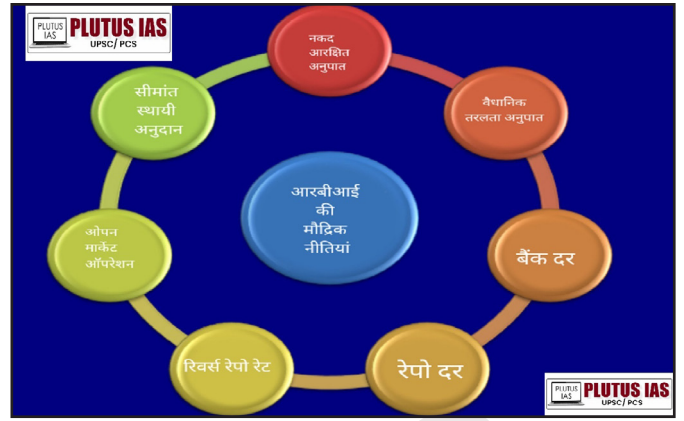 PLUTUS IAS
PLUTUS IAS
UPSC/ PCS
नकद
आरक्षित
अनुपात
वैधानिक
तरलता अनुपात
बैंक दर
रेपो दर
रिवर्स रेपो रेट
ओपन
मार्केट
ऑपरेशन
सीमांत
स्थायी
अनुदान
आरबीआई
की
मौद्रिक
नीतियां
PLUTUS IAS
PLUTUS IAS
UPSC/ PCS